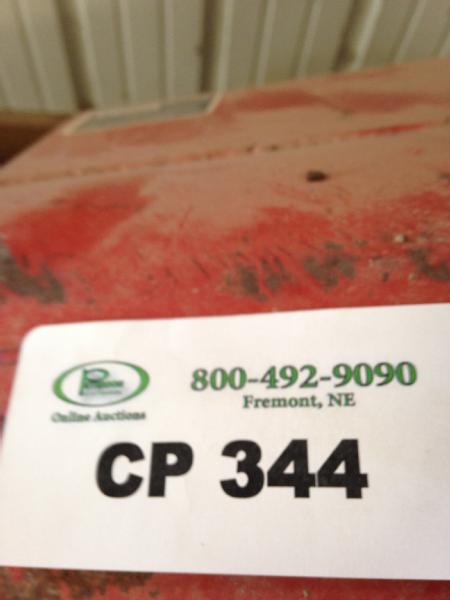 800-492-9090
Fremont, NE
Online Auctions
CP 344